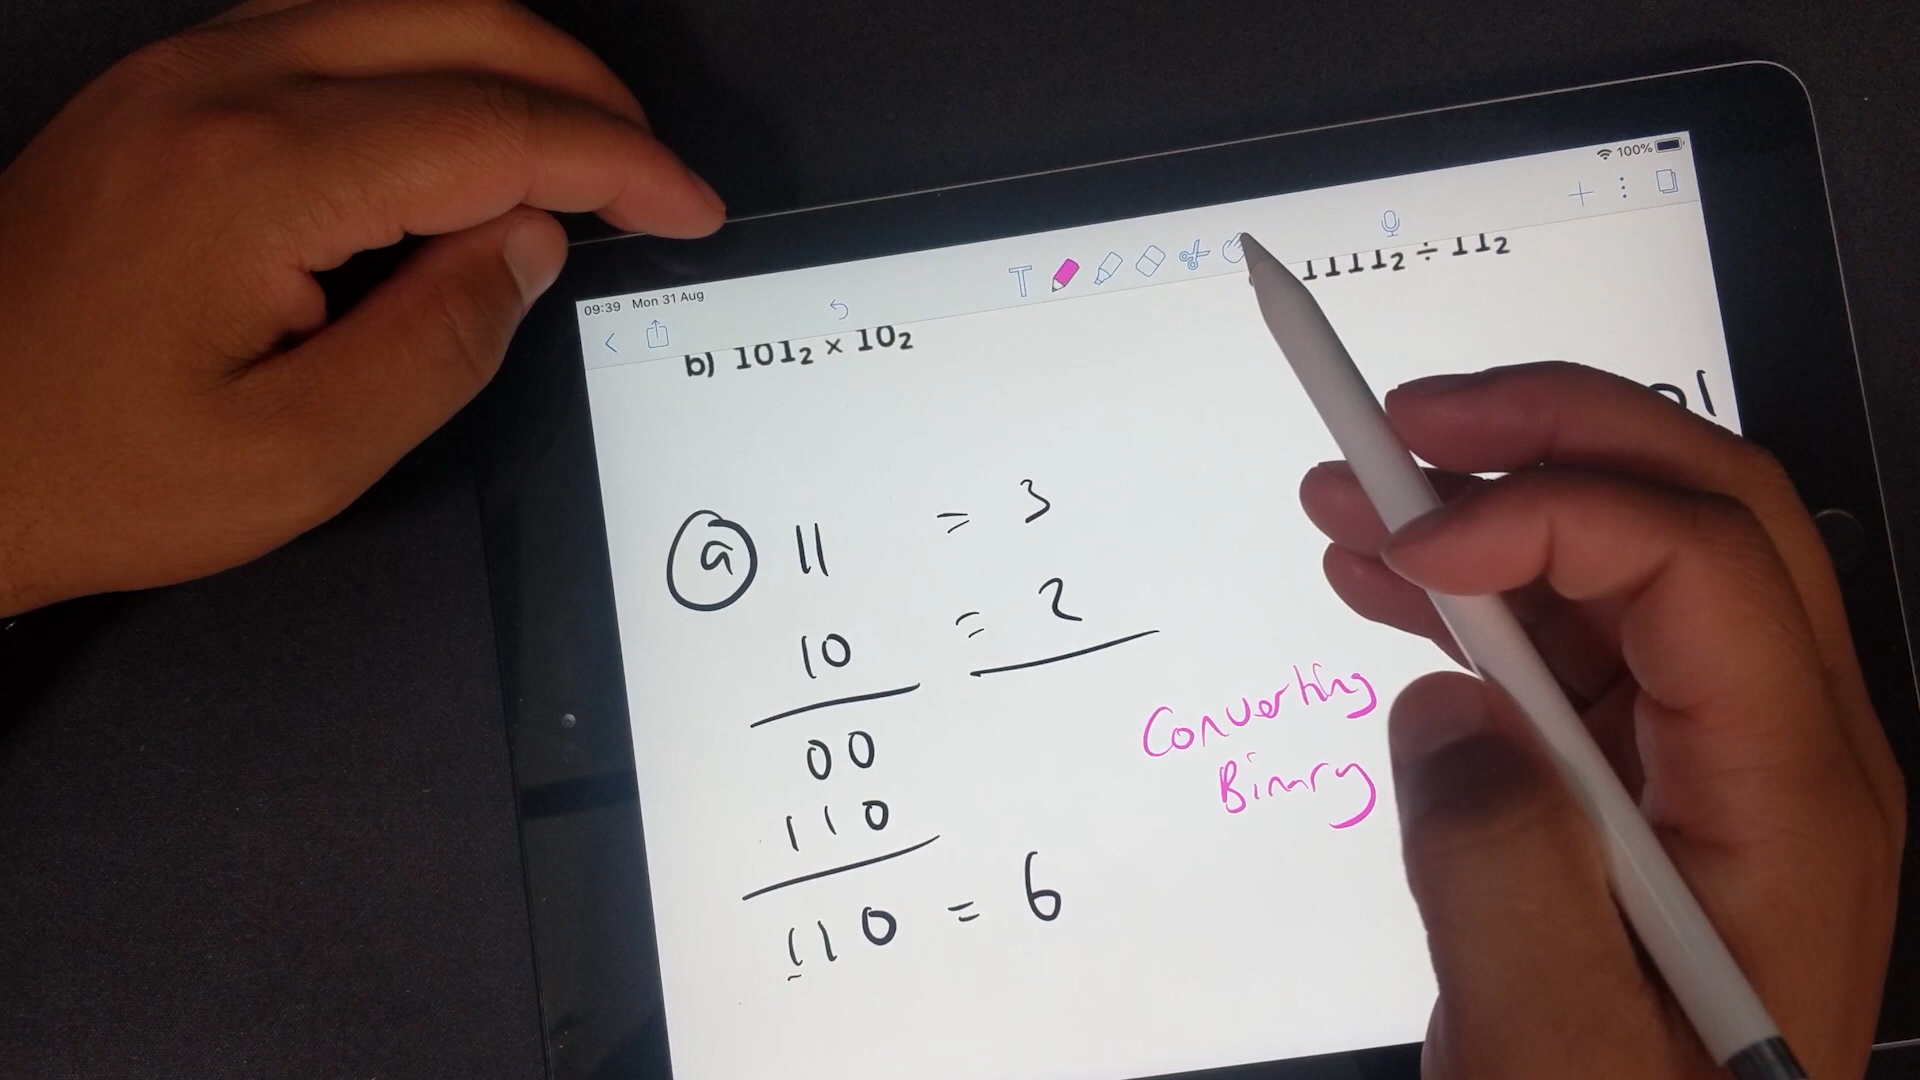 09:39 Mon 31 Aug
100%
b) 101₂ × 10₂
1111₂ ÷ 11₂
a 11 = 3
10 = 2
00
110
110 = 6
Converting
Binary